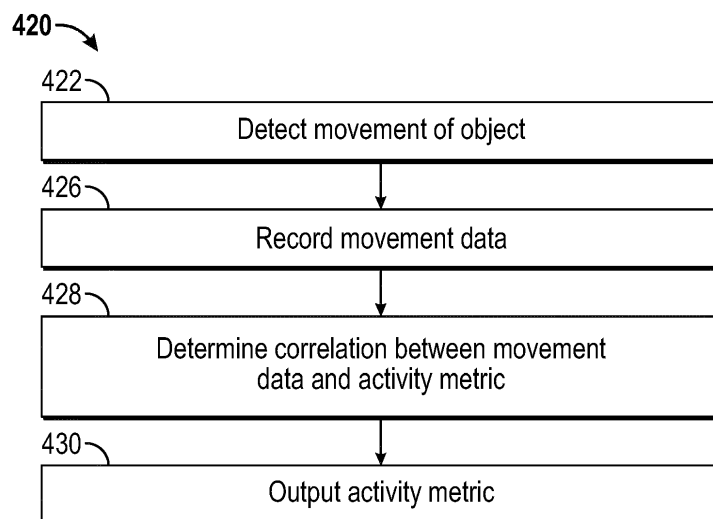 420
422
Detect movement of object
426
Record movement data
428
Determine correlation between movement
data and activity metric
430
Output activity metric